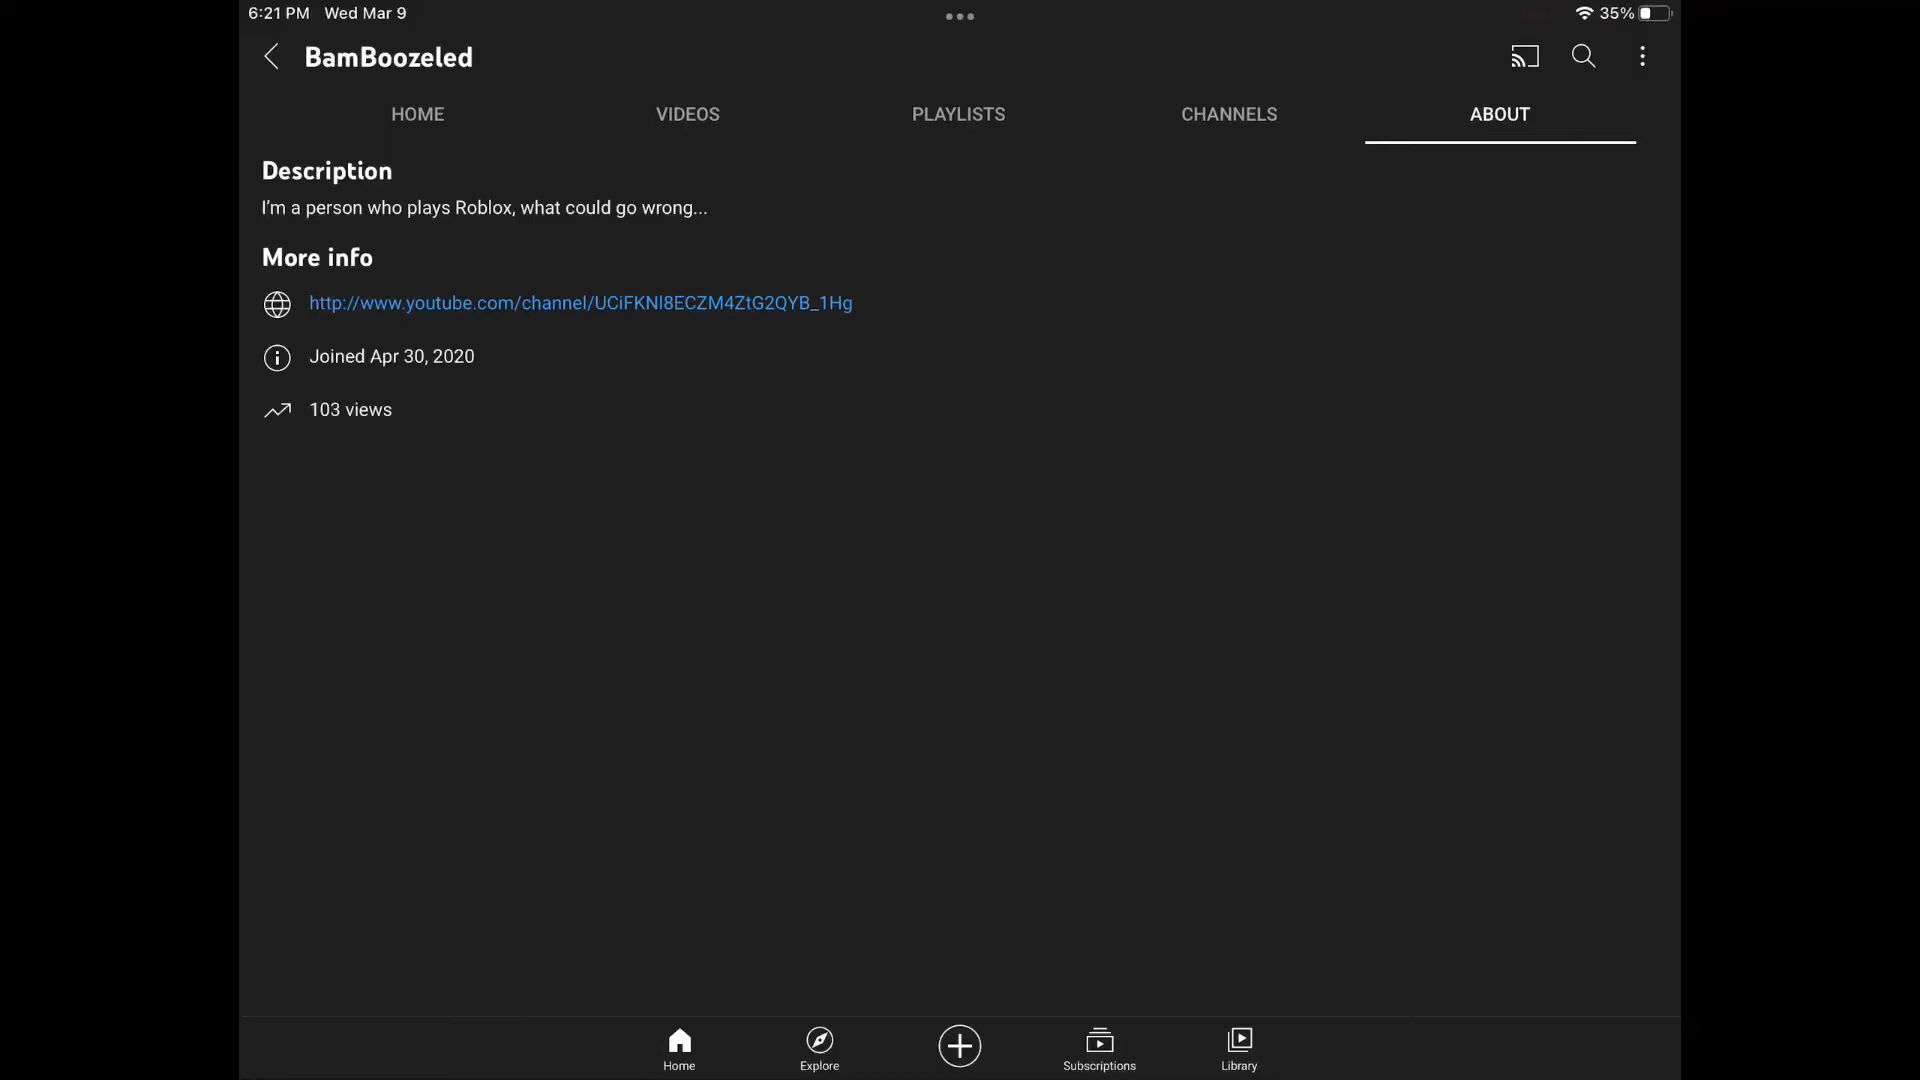 6:21 PM Wed Mar 9
35%
BamBoozeled
HOME VIDEOS PLAYLISTS CHANNELS ABOUT
Description
I'm a person who plays Roblox, what could go wrong...
More info
http://www.youtube.com/channel/UCiFKNl8ECZM4ZtG2QYB_1Hg
Joined Apr 30, 2020
103 views
Home Explore Subscriptions Library